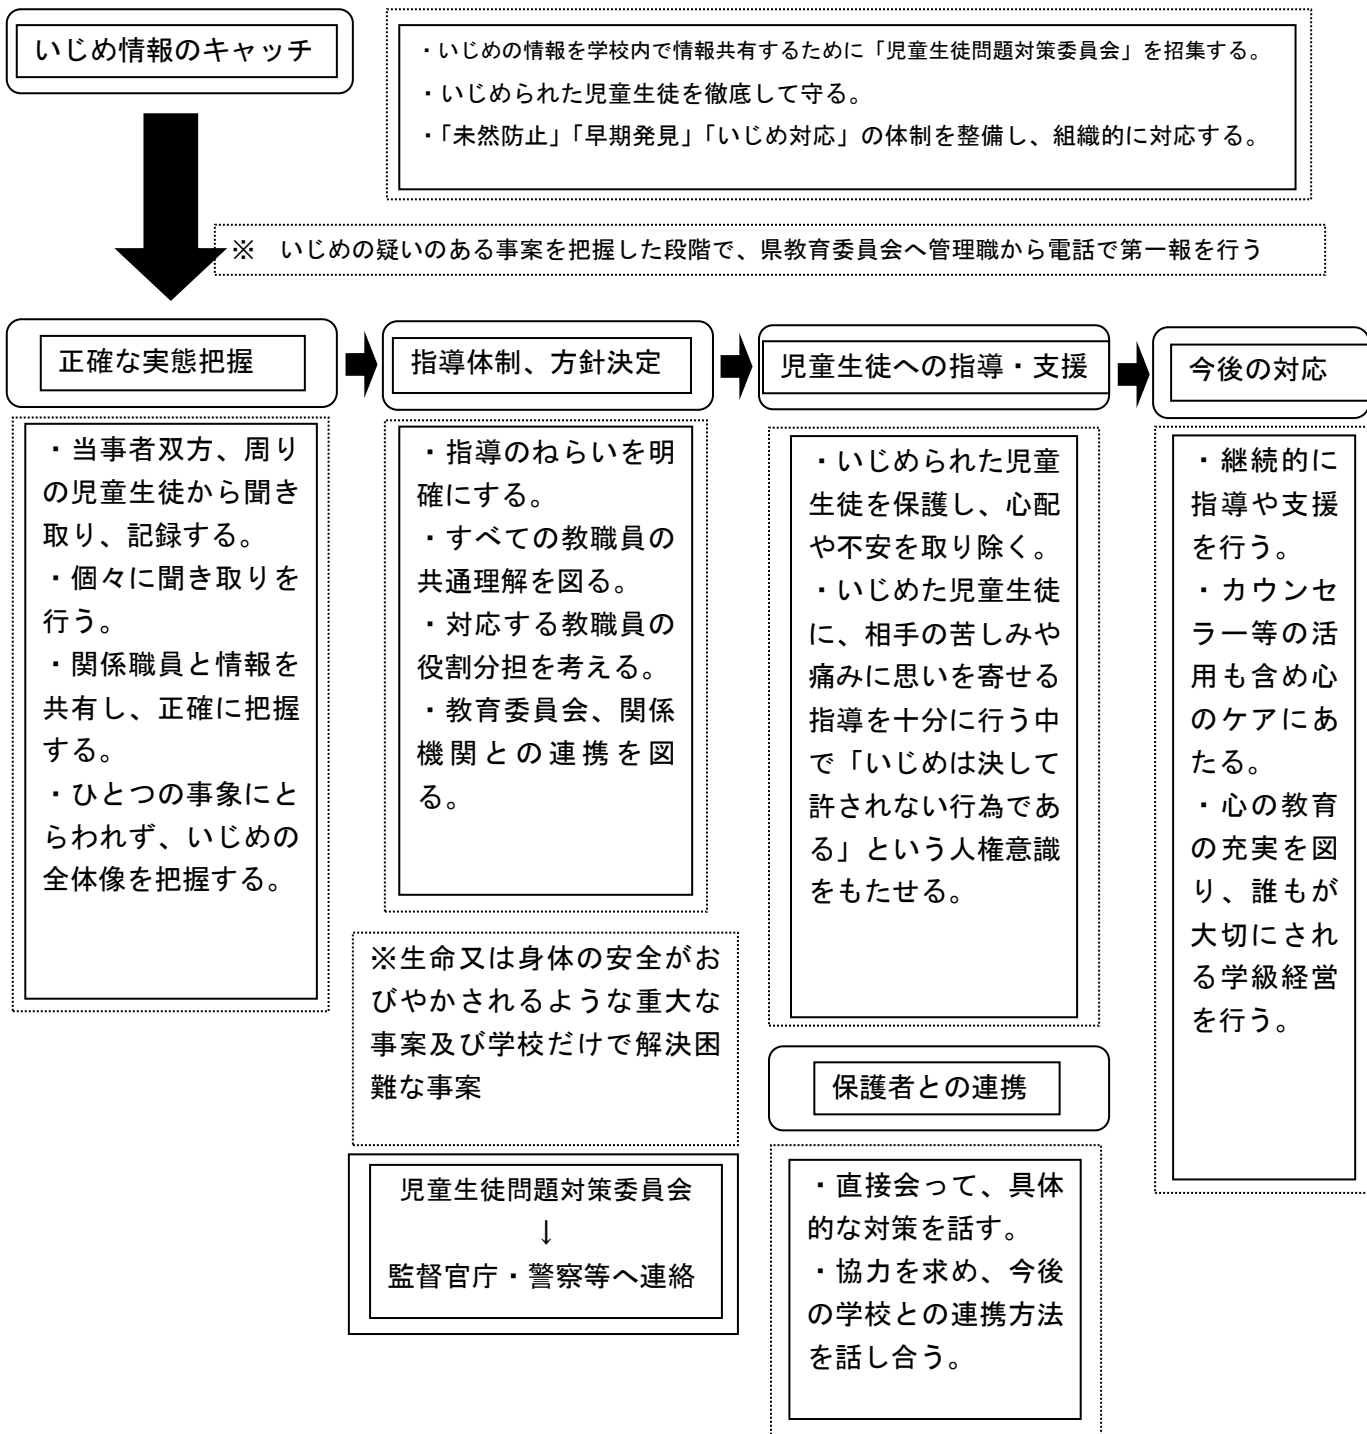 いじめ情報のキャッチ
・いじめの情報を学校内で情報共有するために「児童生徒問題対策委員会」を招集する。
・いじめられた児童生徒を徹底して守る。
・「未然防止」「早期発見」「いじめ対応」の体制を整備し、組織的に対応する。
※　いじめの疑いのある事案を把握した段階で、県教育委員会へ管理職から電話で第一報を行う
正確な実態把握
・当事者双方、周り
の児童生徒から聞き
取り、記録する。
・個々に聞き取りを
行う。
・関係職員と情報を
共有し、正確に把握
する。
・ひとつの事象にと
らわれず、いじめの
全体像を把握する。
指導体制、方針決定
・指導のねらいを明
確にする。
・すべての教職員の
共通理解を図る。
・対応する教職員の
役割分担を考える。
・教育委員会、関係
機関との連携を図
る。
※生命又は身体の安全がお
びやかされるような重大な
事案及び学校だけで解決困
難な事案
児童生徒問題対策委員会
↓
監督官庁・警察等へ連絡
児童生徒への指導・支援
・いじめられた児童
生徒を保護し、心配
や不安を取り除く。
・いじめた児童生徒
に、相手の苦しみや
痛みに思いを寄せる
指導を十分に行う中
で「いじめは決して
許されない行為であ
る」という人権意識
をもたせる。
保護者との連携
・直接会って、具体
的な対策を話す。
・協力を求め、今後
の学校との連携方法
を話し合う。
今後の対応
・継続的に
指導や支援
を行う。
・カウンセ
ラー等の活
用も含め心
のケアにあ
たる。
・心の教育
の充実を図
り、誰もが
大切にされ
る学級経営
を行う。